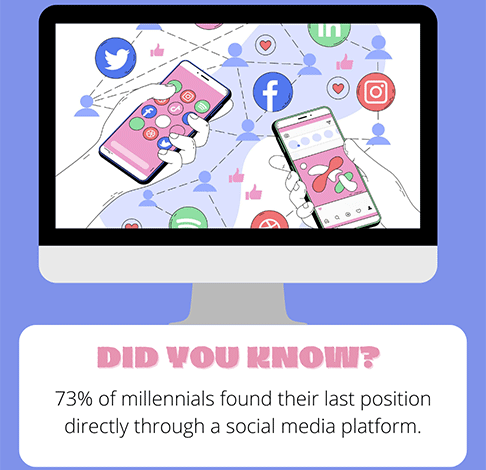 DID YOU KNOW?
73% of millennials found their last position
directly through a social media platform.